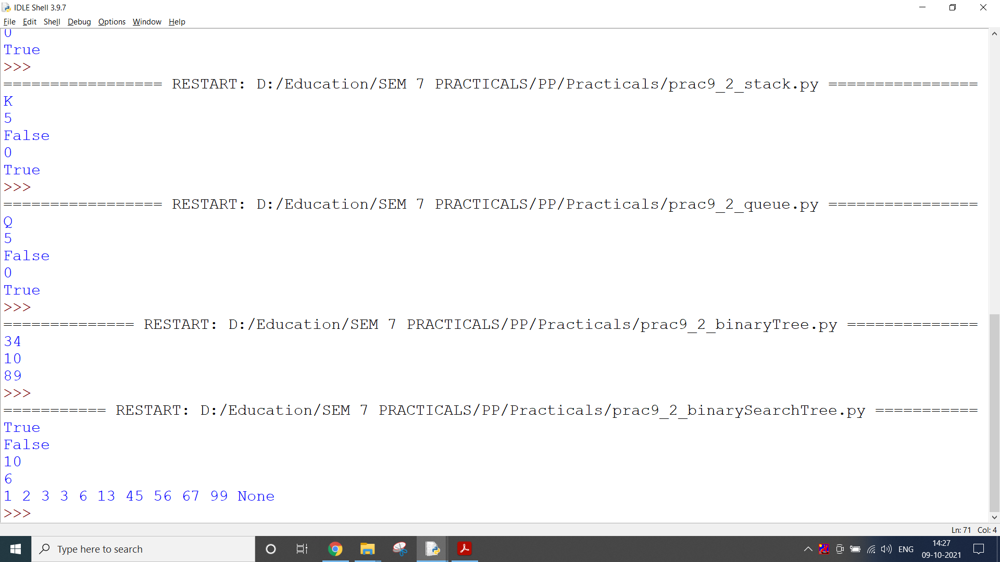 IDLE Shell 3.9.7
File Edit Shell Debug Options Window Help
0
True
>>>
================= RESTART: D:/Education/SEM 7 PRACTICALS/PP/Practicals/prac9_2_stack.py ================
K
5
False
0
True
>>>
================= RESTART: D:/Education/SEM 7 PRACTICALS/PP/Practicals/prac9_2_queue.py ================
Q
5
False
0
True
>>>
============== RESTART: D:/Education/SEM 7 PRACTICALS/PP/Practicals/prac9_2_binaryTree.py ==============
34
10
89
>>>
=========== RESTART: D:/Education/SEM 7 PRACTICALS/PP/Practicals/prac9_2_binarySearchTree.py ===========
True
False
10
6
1 2 3 3 6 13 45 56 67 99 None
>>>
Ln: 71 Col: 4
Type here to search
ENG
14:27
09-10-2021